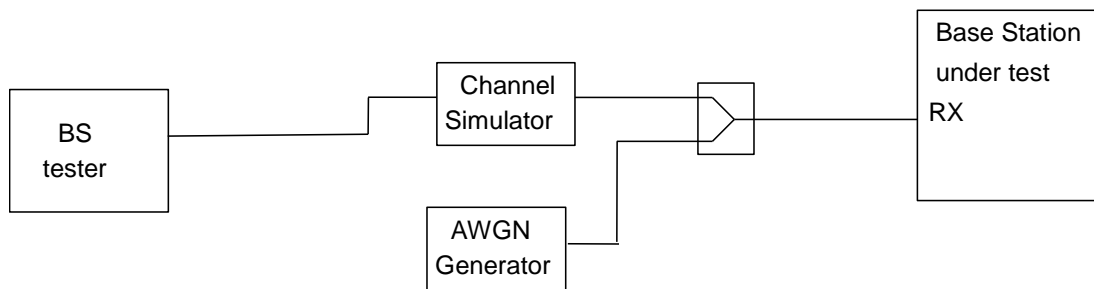 BS
tester
Channel
Simulator
AWGN
Generator
Base Station
under test
RX